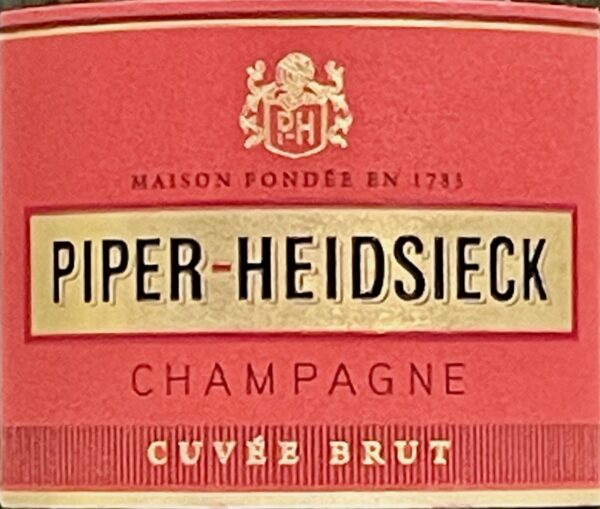 P-H
MAISON FONDÉE EN 1785
PIPER-HEIDSIECK
CHAMPAGNE
CUVÉE BRUT